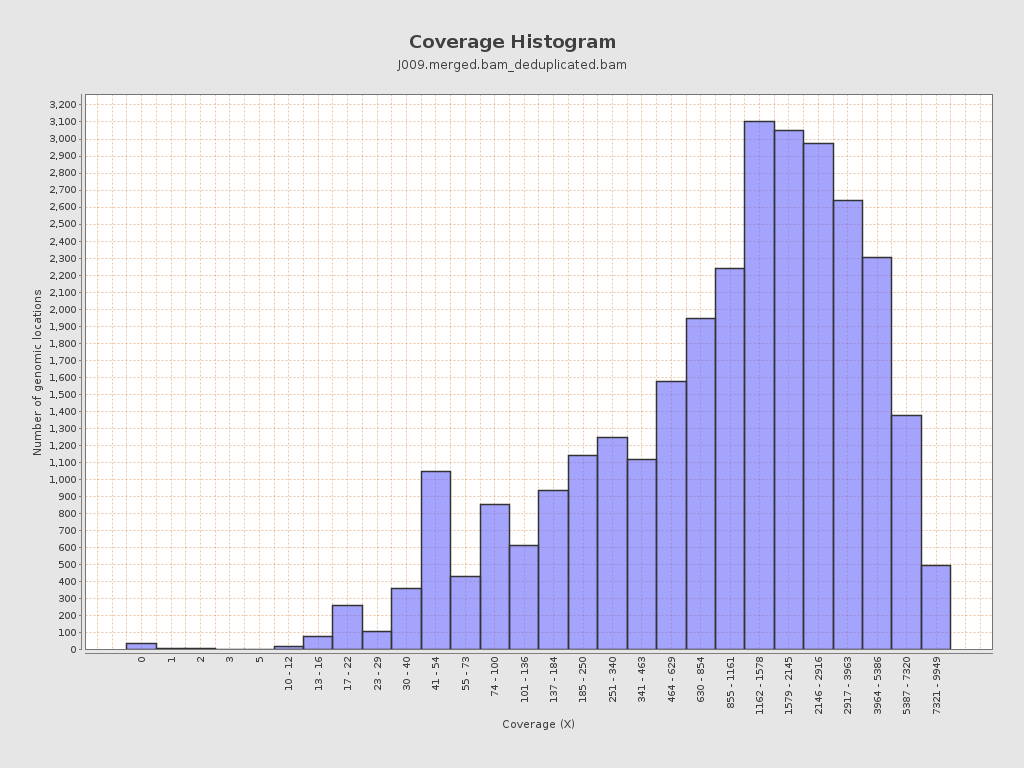 Coverage Histogram
J009.merged.bam_deduplicated.bam
Number of genomic locations
3,200
3,100
3,000
2,900
2,800
2,700
2,600
2,500
2,400
2,300
2,200
2,100
2,000
1,900
1,800
1,700
1,600
1,500
1,400
1,300
1,200
1,100
1,000
900
800
700
600
500
400
300
200
100
0
0
1
2
3
5
10 - 12
13 - 16
17 - 22
23 - 29
30 - 40
41 - 54
55 - 73
74 - 100
101 - 136
137 - 184
185 - 250
251 - 340
341 - 463
464 - 629
630 - 854
855 - 1161
1162 - 1578
1579 - 2145
2146 - 2916
2917 - 3963
3964 - 5386
5387 - 7320
7321 - 9949
Coverage (X)